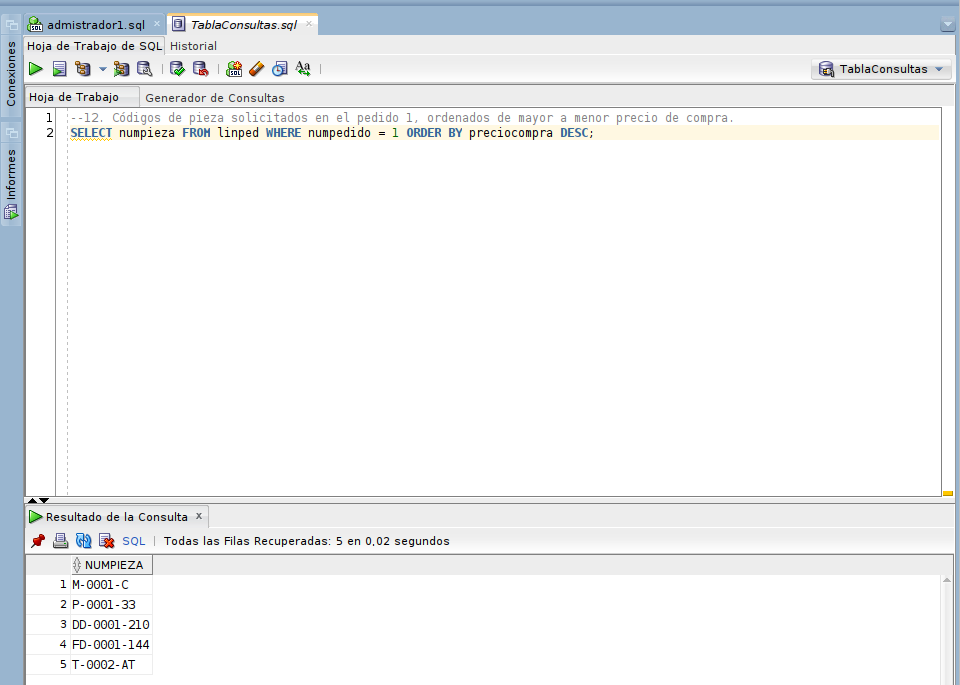 admistrador1.sql
TablaConsultas.sql
Conexiones
Informes
Hoja de Trabajo de SQL Historial
TablaConsultas
Hoja de Trabajo Generador de Consultas
1 --12. Códigos de pieza solicitados en el pedido 1, ordenados de mayor a menor precio de compra.
2 SELECT numpieza FROM linped WHERE numpedido = 1 ORDER BY preciocompra DESC;
Resultado de la Consulta x
SQL | Todas las Filas Recuperadas: 5 en 0,02 segundos
NUMPIEZA
1 M-0001-C
2 P-0001-33
3 DD-0001-210
4 FD-0001-144
5 T-0002-AT